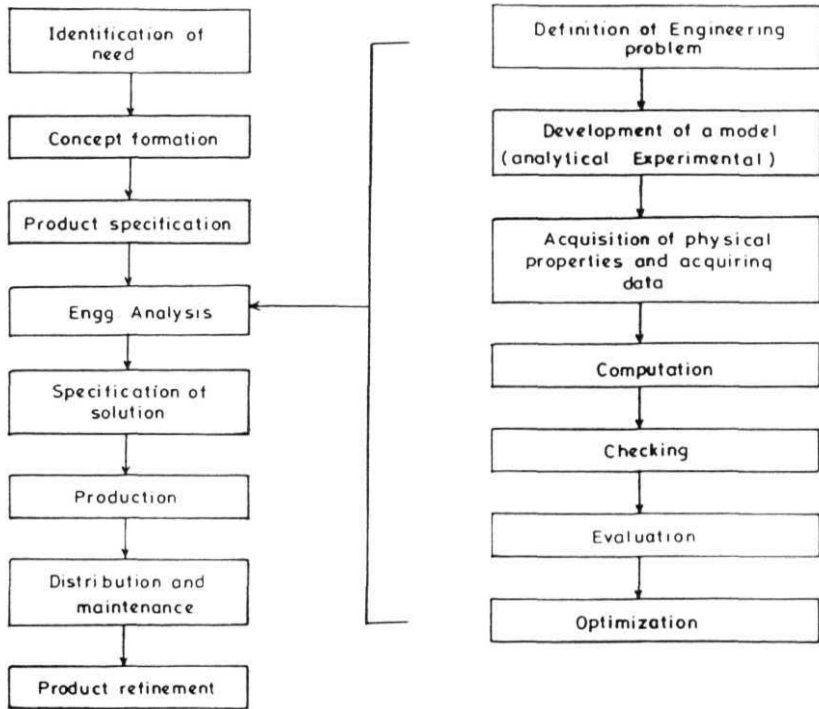 Identification of
need
Concept formation
Product specification
Engg Analysis
Specification of
solution
Production
Distribution and
maintenance
Product refinement
Definition of Engineering
problem
Development of a model
(analytical Experimental)
Acquisition of physical
properties and acquiring
data
Computation
Checking
Evaluation
Optimization